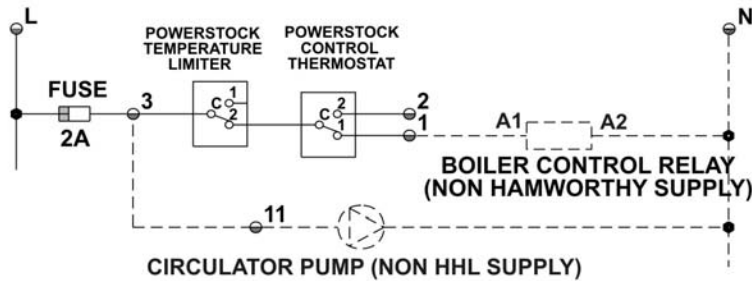 L
N
POWERSTOCK
TEMPERATURE
LIMITER
POWERSTOCK
CONTROL
THERMOSTAT
FUSE
2A
3
1
C
2
2
C
1
2
1
A1
A2
BOILER CONTROL RELAY
(NON HAMWORTHY SUPPLY)
11
CIRCULATOR PUMP (NON HHL SUPPLY)